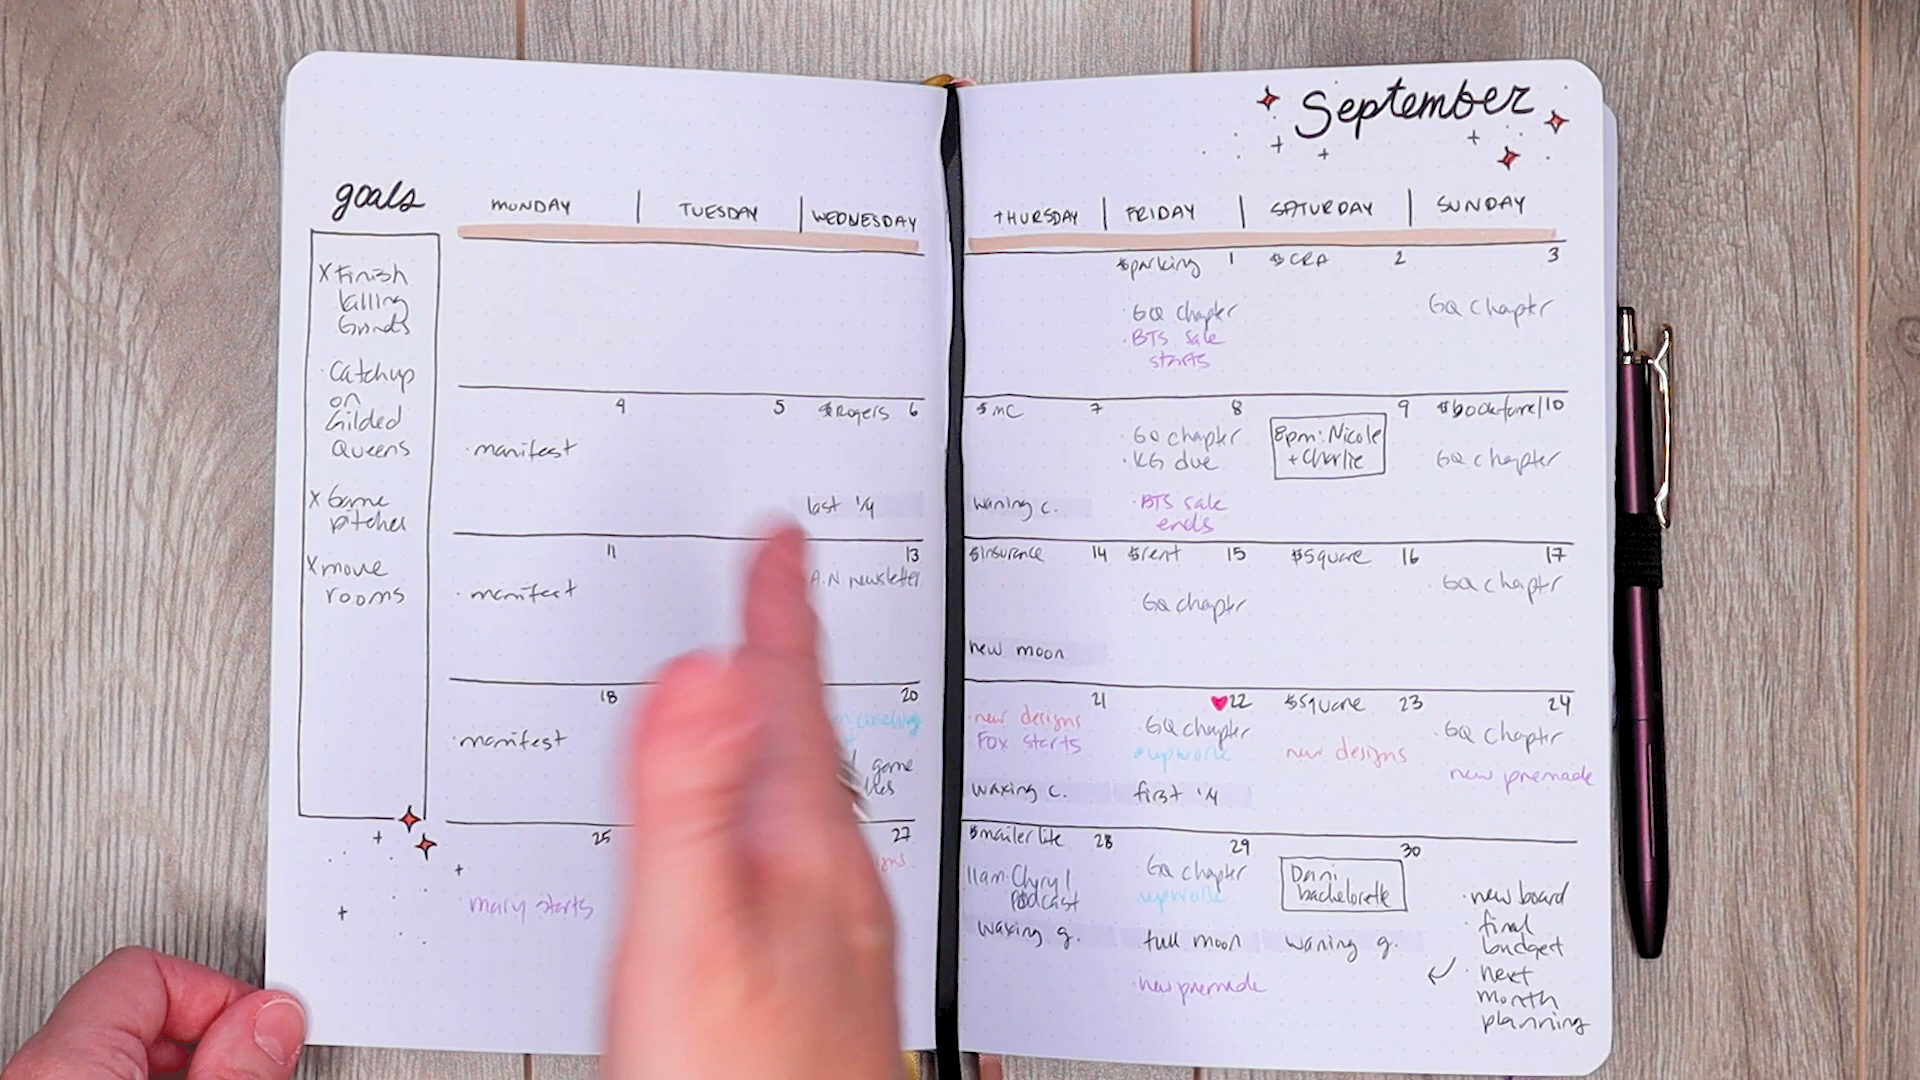 September
goals
MONDAY
TUESDAY
WEDNESDAY
THURSDAY
FRIDAY
SATURDAY
SUNDAY
X Finish
killing
Grounds
· Catchup
on
Gilded
Queens
X Game
pitches
X move
rooms
$parking 1
· GQ chapter
· BTS sale
starts
$ CRA 2
3
GQ chapter
4
· manifest
5
$Rogers 6
last 1/4
$ MC 7
waning c.
8
· GQ chapter
· KG due
· BTS sale
ends
9
8pm: Nicole
+ Charlie
10
GQ chapter
11
· manifest
13
A.N. newsletter
$insurance 14
new moon
$rent 15
GQ chapter
$square 16
17
· GQ chapter
18
· manifest
20
game
21
· new designs
Fox starts
waxing c.
♥22
GQ chapter
upwork
first 1/4
$square 23
new designs
24
· GQ chapter
new premade
25
· mary starts
27
$mailerlite 28
11am · Chyryl
podcast
waxing g.
29
GQ chapter
upwork
full moon
· new premade
30
Danni
bachelorette
waning g.
· new board
· final
budget
· next
month
planning